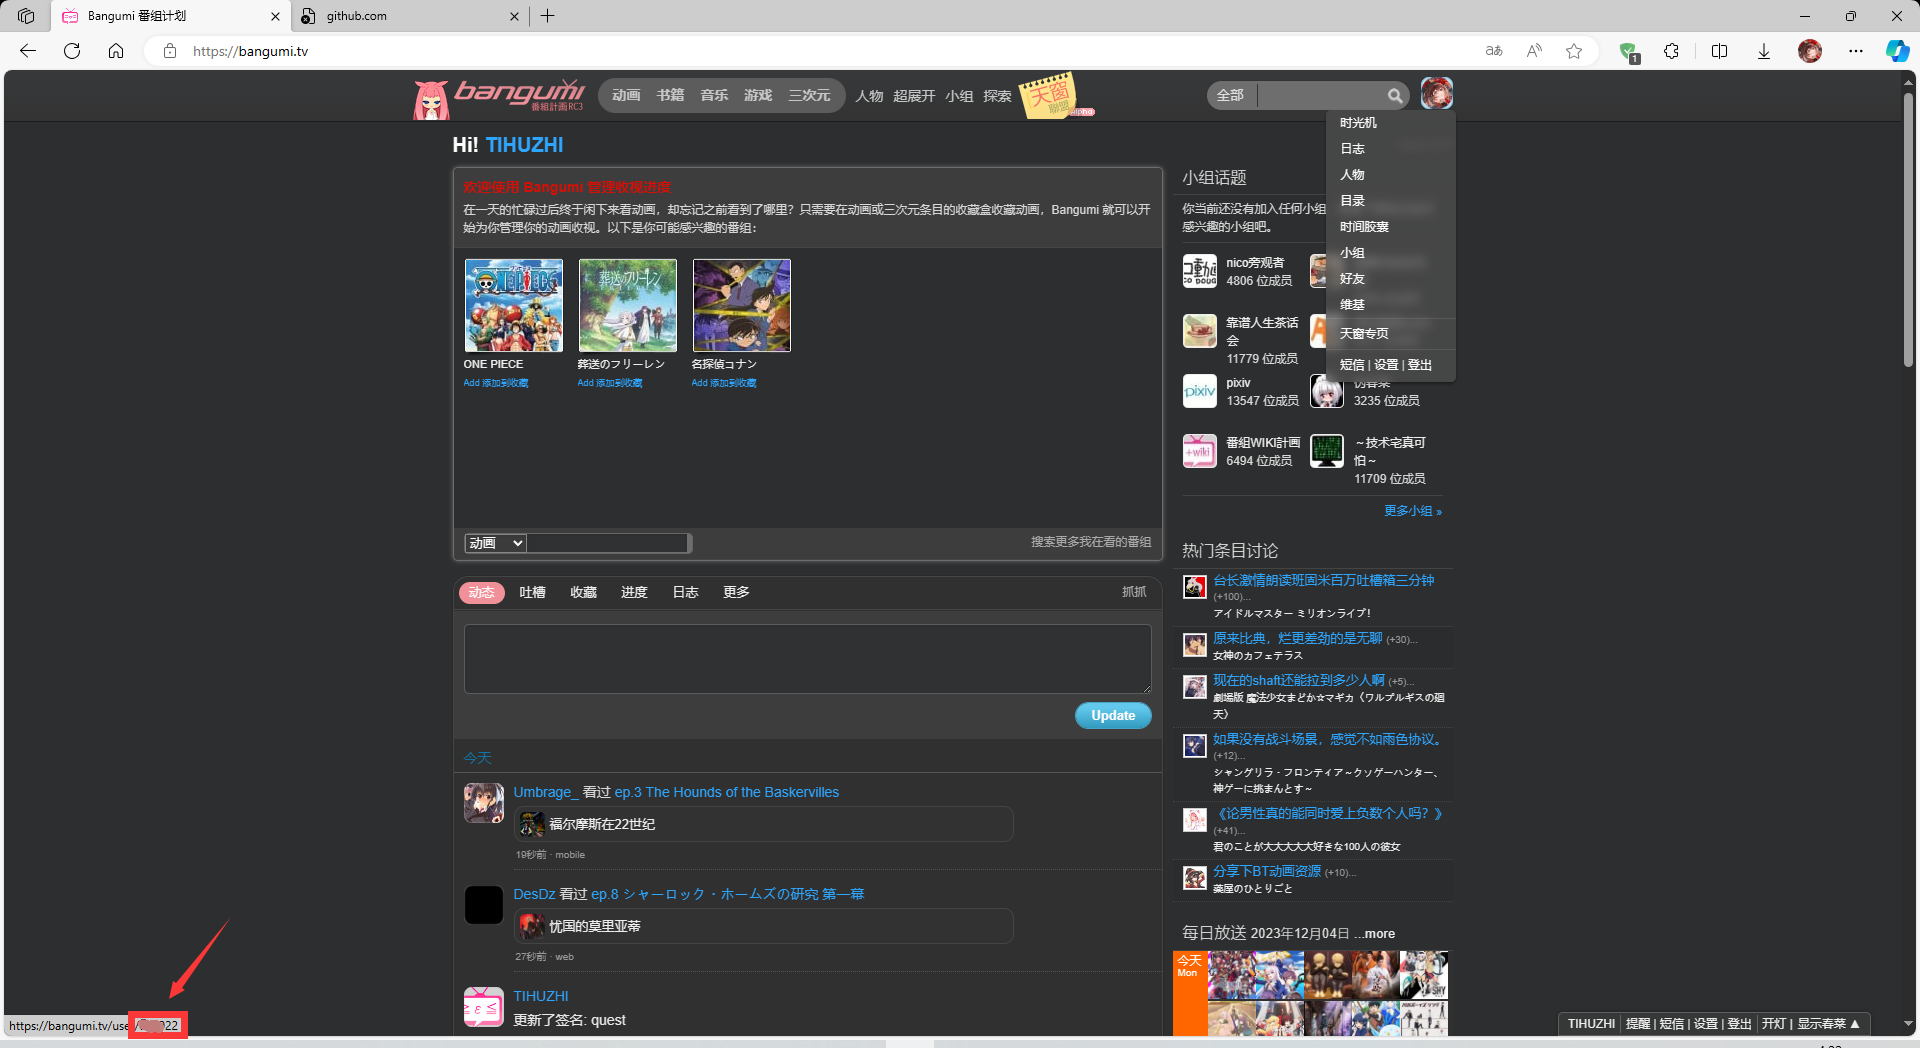 Bangumi 番组计划
github.com
https://bangumi.tv
1
bangumi
番組計画RC3
动画 书籍 音乐 游戏 三次元
人物 超展开 小组 探索
天窗
聯盟
alpha
全部
时光机
日志
人物
目录
时间胶囊
小组
好友
维基
天窗专页
短信 | 设置 | 登出
Hi! TIHUZHI
欢迎使用 Bangumi 管理收视进度
在一天的忙碌过后终于闲下来看动画，却忘记之前看到了哪里？只需要在动画或三次元条目的收藏盒收藏动画，Bangumi 就可以开
始为你管理你的动画收视。以下是你可能感兴趣的番组：
ONE PIECE
Add 添加到收藏
葬送のフリーレン
葬送のフリーレン
Add 添加到收藏
名探偵コナン
Add 添加到收藏
动画
搜索更多我在看的番组
动态 吐槽 收藏 进度 日志 更多
抓抓
Update
今天
Umbrage_ 看过 ep.3 The Hounds of the Baskervilles
福尔摩斯在22世纪
19秒前 · mobile
DesDz 看过 ep.8 シャーロック・ホームズの研究 第一幕
忧国的莫里亚蒂
27秒前 · web
TIHUZHI
更新了签名: quest
小组话题
你当前还没有加入任何小组
感兴趣的小组吧。
nico旁观者
4806 位成员
靠谱人生茶话
会
11779 位成员
pixiv
pixiv
13547 位成员
3235 位成员
+wiki
番組WIKI計画
6494 位成员
～技术宅真可
怕～
11709 位成员
更多小组 »
热门条目讨论
台长激情朗读班固米百万吐槽箱三分钟
(+100)...
アイドルマスター ミリオンライブ！
原来比典，烂更差劲的是无聊 (+30)...
女神のカフェテラス
现在的shaft还能拉到多少人啊 (+5)...
劇場版 魔法少女まどか☆マギカ〈ワルプルギスの廻
天〉
如果没有战斗场景，感觉不如雨色协议。
(+12)...
シャングリラ・フロンティア～クソゲーハンター、
神ゲーに挑まんとす～
《论男性真的能同时爱上负数个人吗？》
(+41)...
君のことが大大大大大好きな100人の彼女
分享下BT动画资源 (+10)...
薬屋のひとりごと
每日放送 2023年12月04日 ...more
今天
Mon
SHY
https://bangumi.tv/use
022
TIHUZHI 提醒 | 短信 | 设置 | 登出 开灯 | 显示春菜 ▲